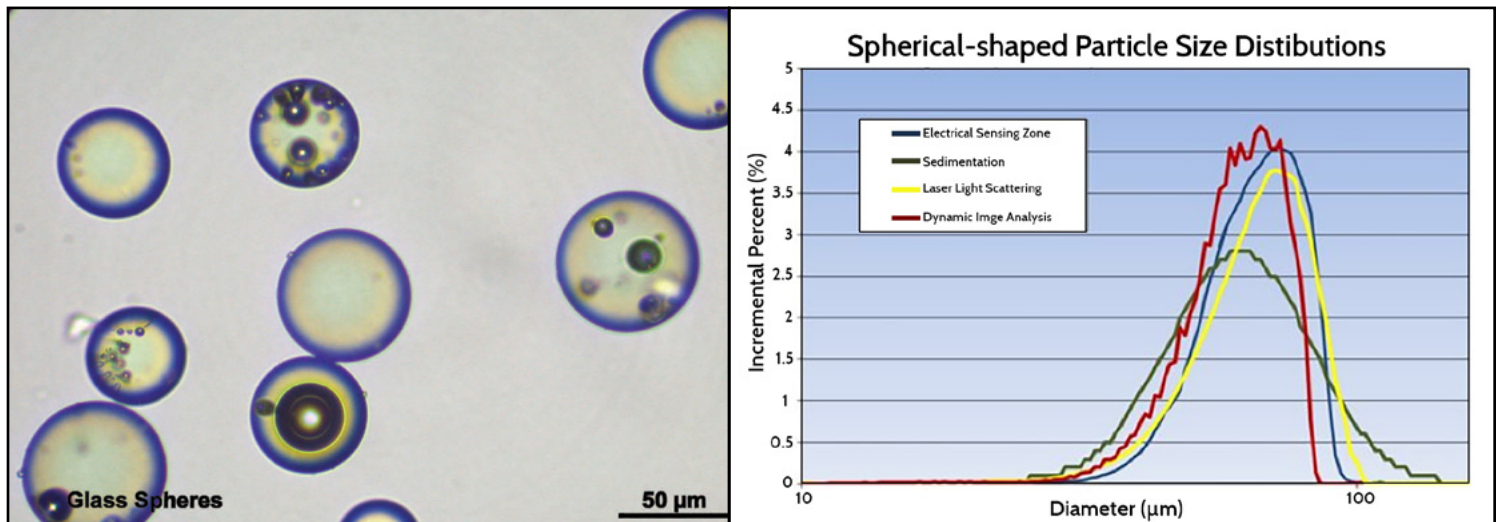 Glass Spheres
50 µm
Spherical-shaped Particle Size Distibutions
Incremental Percent (%)
5
4.5
4
3.5
3
2.5
2
1.5
1
0.5
0
Electrical Sensing Zone
Sedimentation
Laser Light Scattering
Dynamic Imge Analysis
10
100
Diameter (µm)